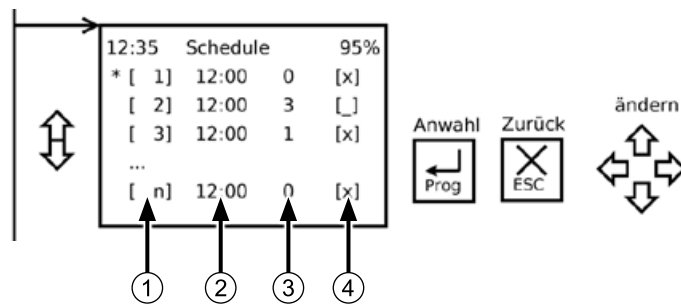 12:35 Schedule 95%
* [ 1] 12:00 0 [x]
[ 2] 12:00 3 [_]
[ 3] 12:00 1 [x]
...
[ n] 12:00 0 [x]
Anwahl Zurück ändern
Prog ESC
1 2 3 4